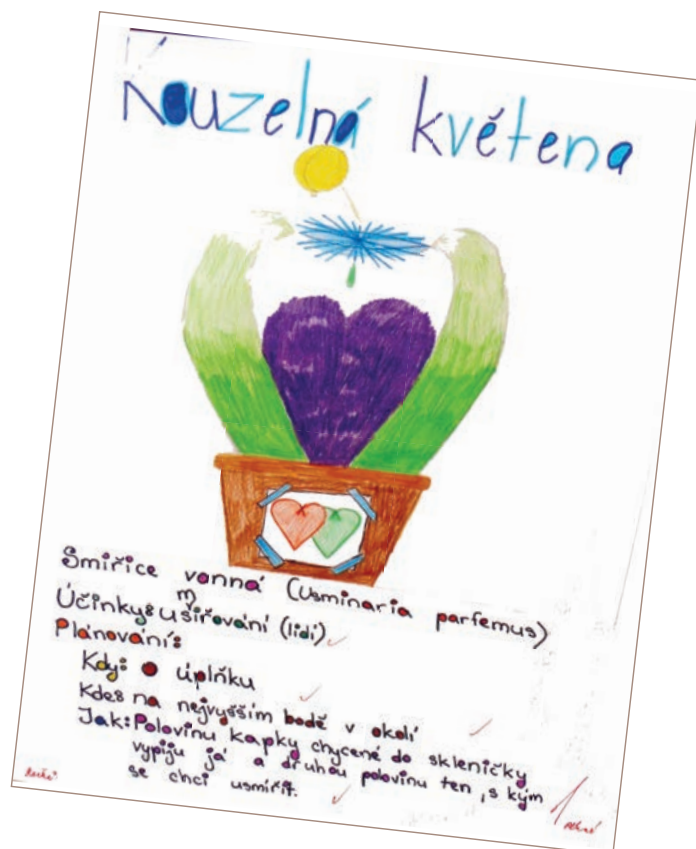 Kouzelná květena
Smiřice vonná (Usminaria parfemus)
Účinky: usmiřování (lidí)
Plánování:
Kdy: o úplňku
Kde: na nejvyšším bodě v okolí
Jak: Polovinu kapky chycené do skleničky
vypiju já a druhou polovinu ten, s kým
se chci usmířit.